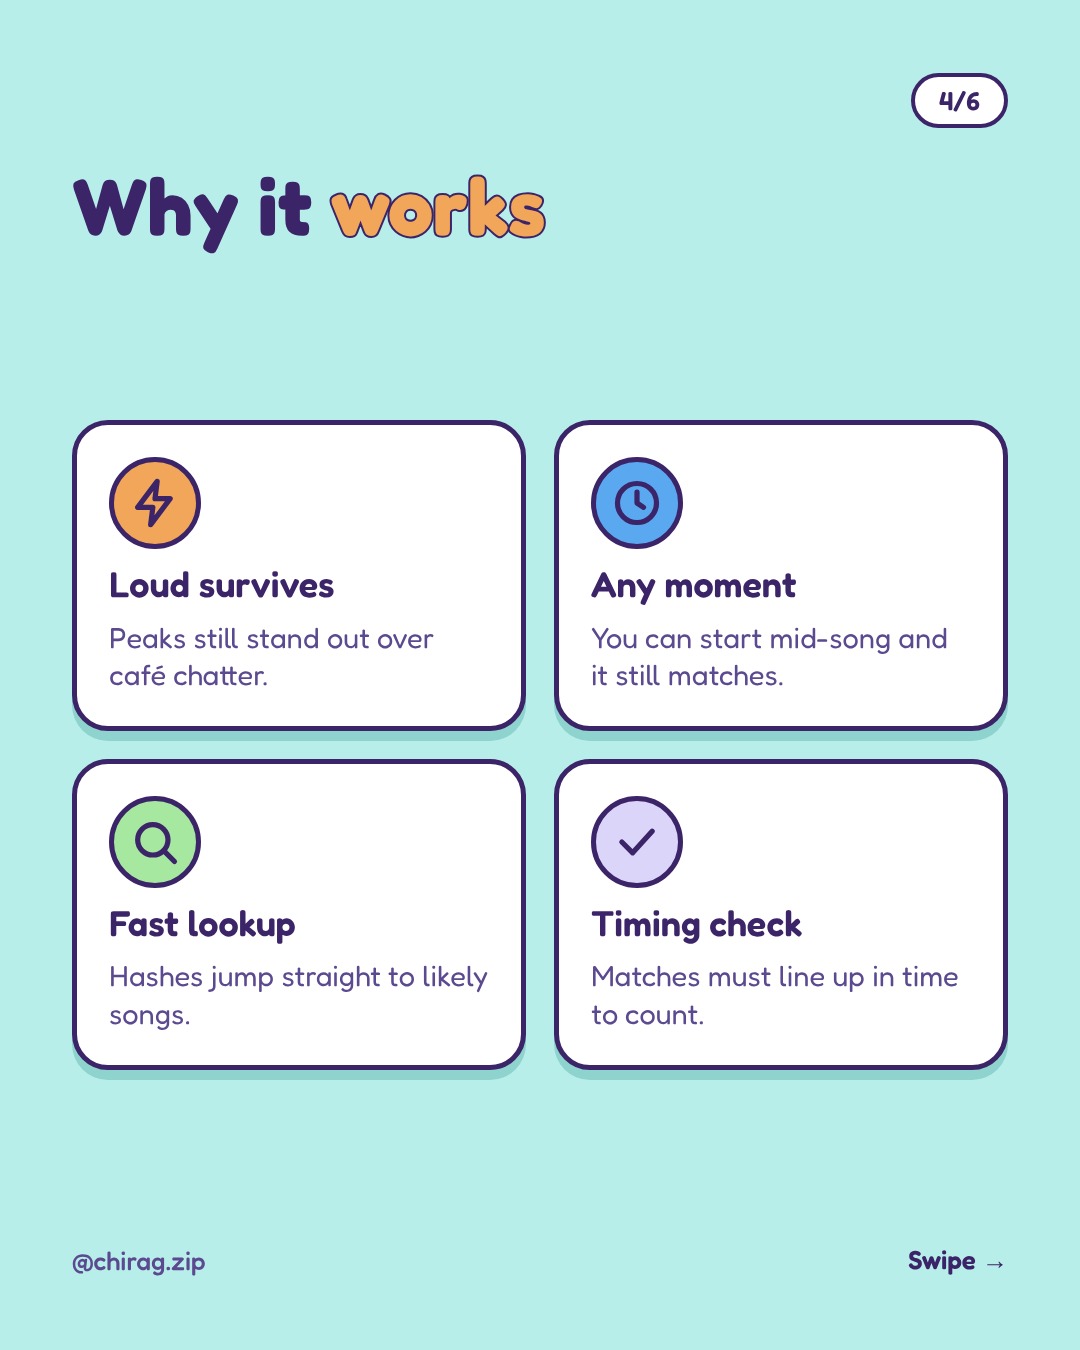 4/6
Why it works
Loud survives
Peaks still stand out over
café chatter.
Any moment
You can start mid-song and
it still matches.
Fast lookup
Hashes jump straight to likely
songs.
Timing check
Matches must line up in time
to count.
@chirag.zip
Swipe →